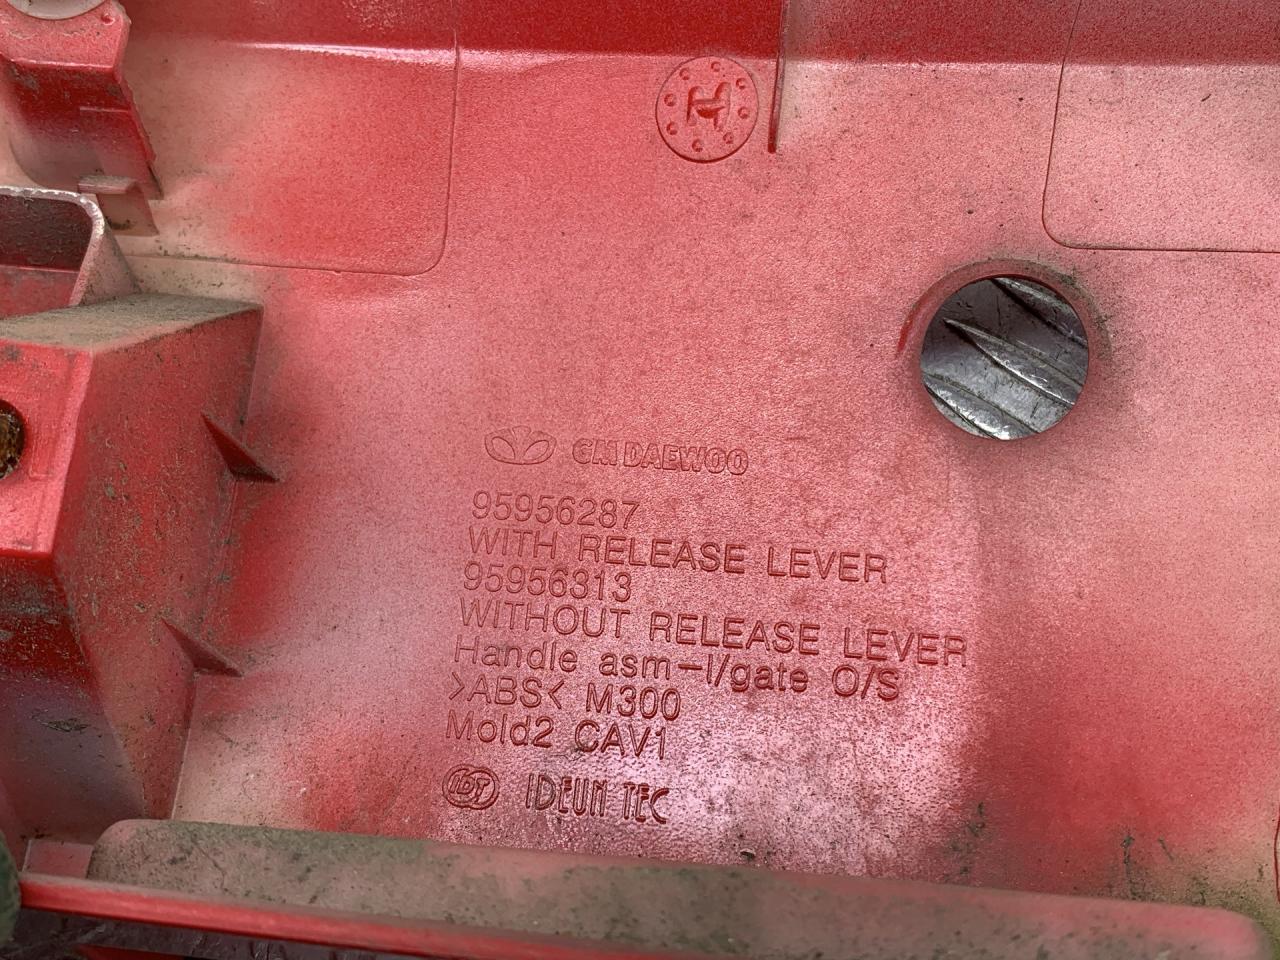 GM DAEWOO
95956287
WITH RELEASE LEVER
95956313
WITHOUT RELEASE LEVER
Handle asm-l/gate O/S
>ABS< M300
Mold2 CAV1
IDT IDEUN TEC